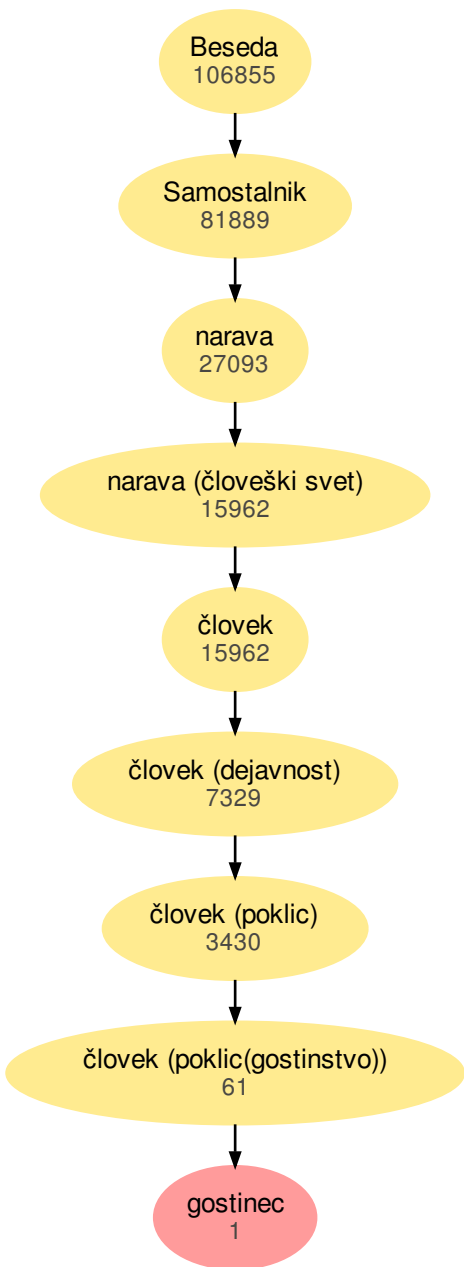 Beseda
106855
Samostalnik
81889
narava
27093
narava (človeški svet)
15962
človek
15962
človek (dejavnost)
7329
človek (poklic)
3430
človek (poklic(gostinstvo))
61
gostinec
1